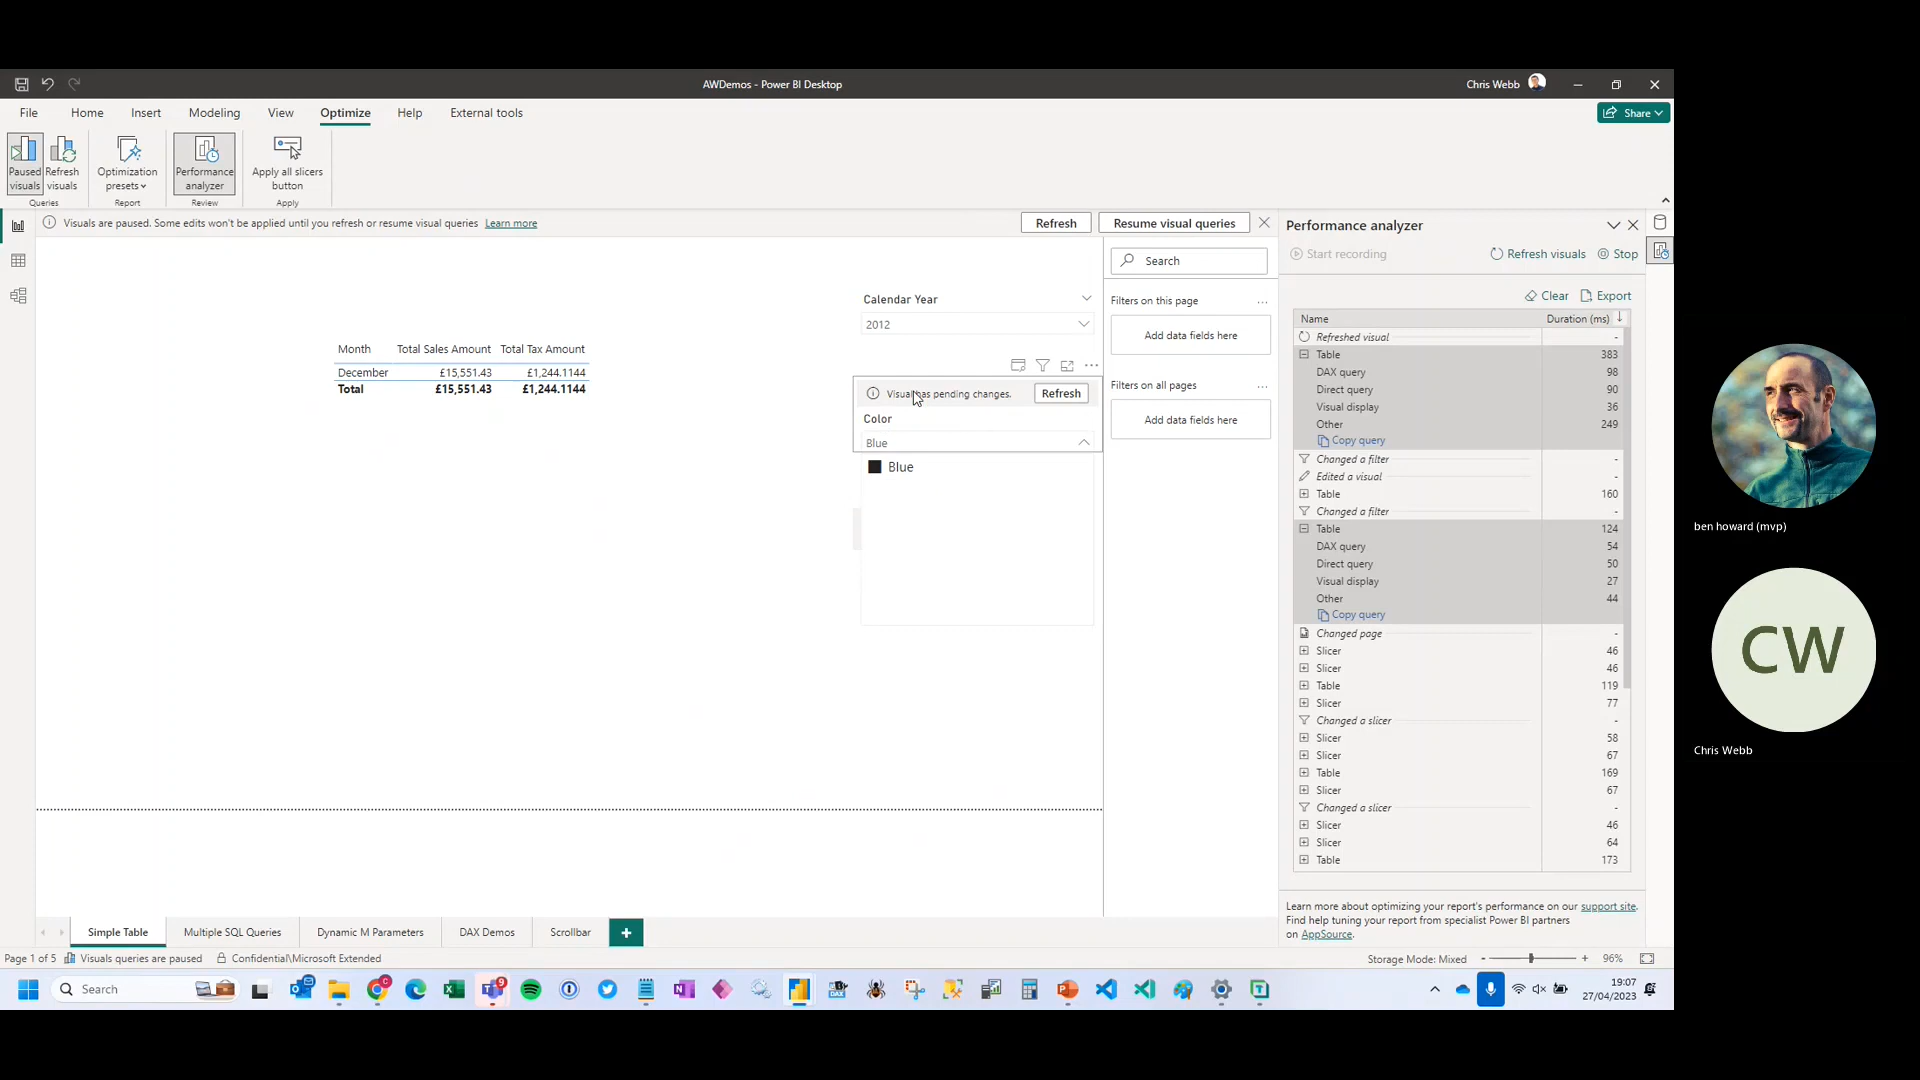 AWDemos - Power BI Desktop
Chris Webb
File Home Insert Modeling View Optimize Help External tools
Share
Paused visuals
Refresh visuals
Optimization presets
Performance analyzer
Apply all slicers button
Queries Report Review Apply
Visuals are paused. Some edits won't be applied until you refresh or resume visual queries Learn more
Refresh
Resume visual queries
Calendar Year
2012
Month Total Sales Amount Total Tax Amount
December £15,551.43 £1,244.1144
Total £15,551.43 £1,244.1144
Visual has pending changes.
Refresh
Color
Blue
Blue
Search
Filters on this page ...
Add data fields here
Filters on all pages ...
Add data fields here
Performance analyzer
Start recording Refresh visuals Stop
Clear Export
Name Duration (ms)
Refreshed visual -
Table 383
DAX query 98
Direct query 90
Visual display 36
Other 249
Copy query
Changed a filter -
Edited a visual -
Table 160
Changed a filter -
Table 124
DAX query 54
Direct query 50
Visual display 27
Other 44
Copy query
Changed page -
Slicer 46
Slicer 46
Table 119
Slicer 77
Changed a slicer -
Slicer 58
Slicer 67
Table 169
Slicer 67
Changed a slicer -
Slicer 46
Slicer 64
Table 173
Learn more about optimizing your report's performance on our support site.
Find help tuning your report from specialist Power BI partners
on AppSource.
Simple Table Multiple SQL Queries Dynamic M Parameters DAX Demos Scrollbar +
Page 1 of 5 Visuals queries are paused Confidential\Microsoft Extended
Storage Mode: Mixed - + 96%
Search
9
DAX
19:07
27/04/2023
ben howard (mvp)
CW
Chris Webb